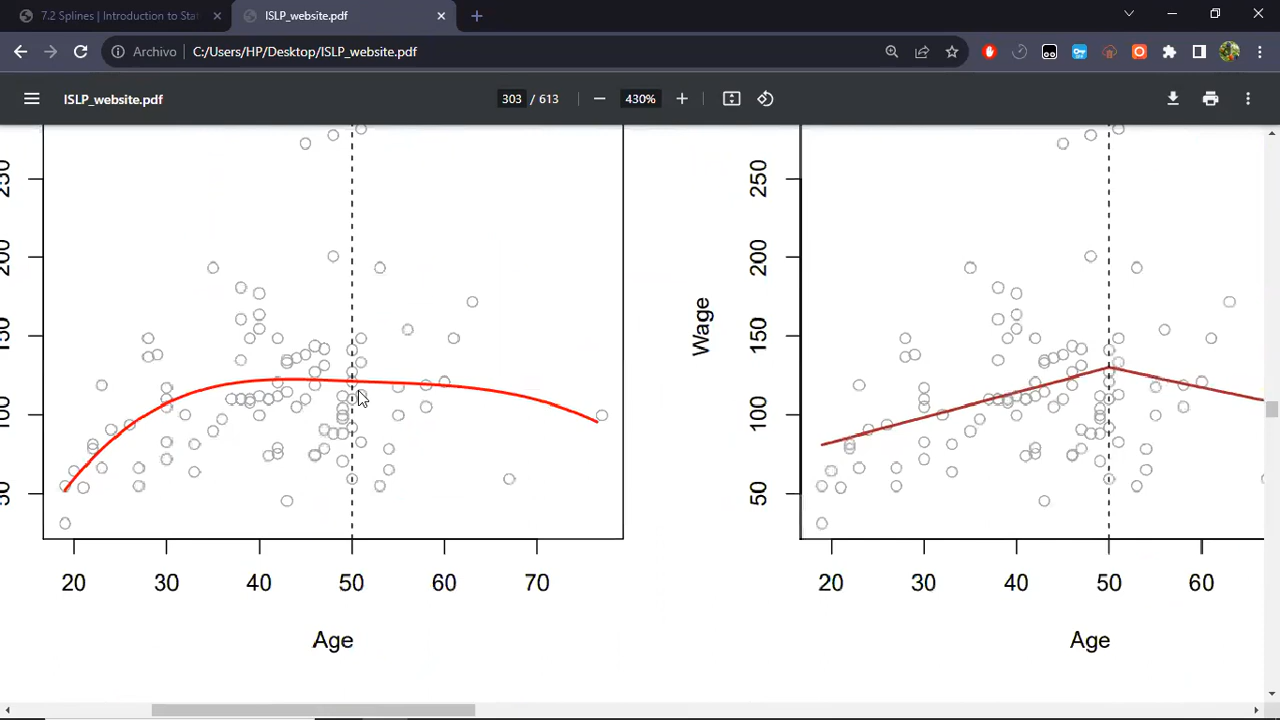 7.2 Splines | Introduction to Sta
ISLP_website.pdf
Archivo
C:/Users/HP/Desktop/ISLP_website.pdf
ISLP_website.pdf
303 / 613
430%
250
200
150
100
50
20 30 40 50 60 70
Age
Wage
250
200
150
100
50
20 30 40 50 60
Age